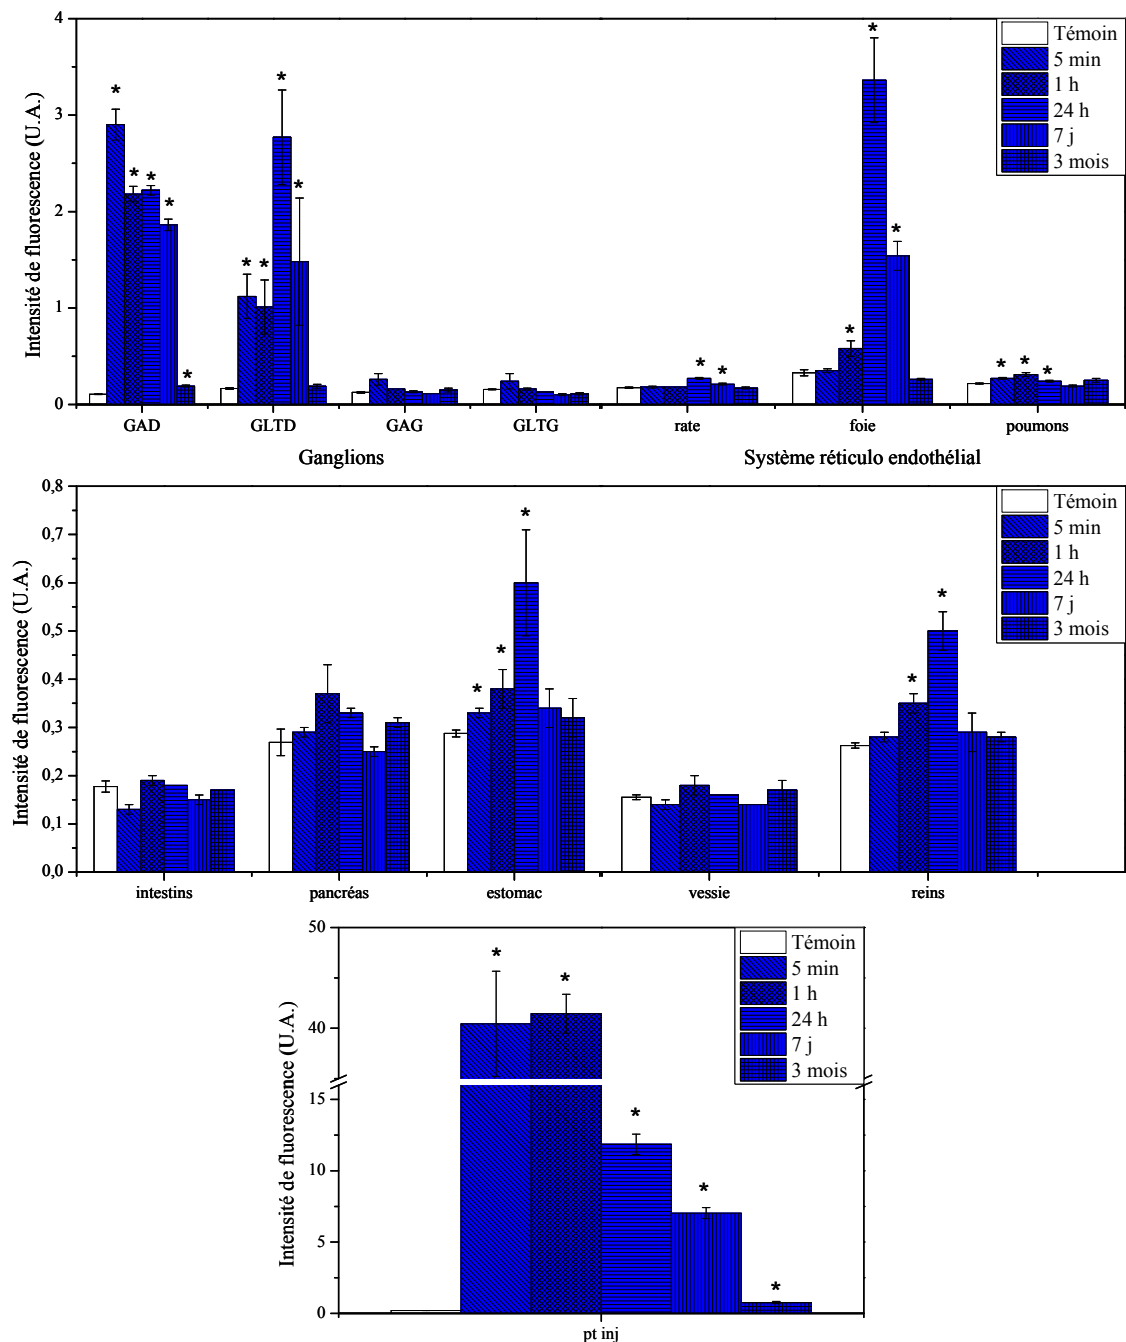 Intensité de fluorescence (U.A.)
4
3
2
1
0
* * * * * * * * * * * * * * * *
Témoin
5 min
1 h
24 h
7 j
3 mois
GAD GLTD GAG GLTG rate foie poumons
Ganglions Système réticulo endothélial
Intensité de fluorescence (U.A.)
0,8
0,7
0,6
0,5
0,4
0,3
0,2
0,1
0,0
* * * * *
Témoin
5 min
1 h
24 h
7 j
3 mois
intestins pancréas estomac vessie reins
Intensité de fluorescence (U.A.)
50
40
15
10
5
0
* * * * *
Témoin
5 min
1 h
24 h
7 j
3 mois
pt inj